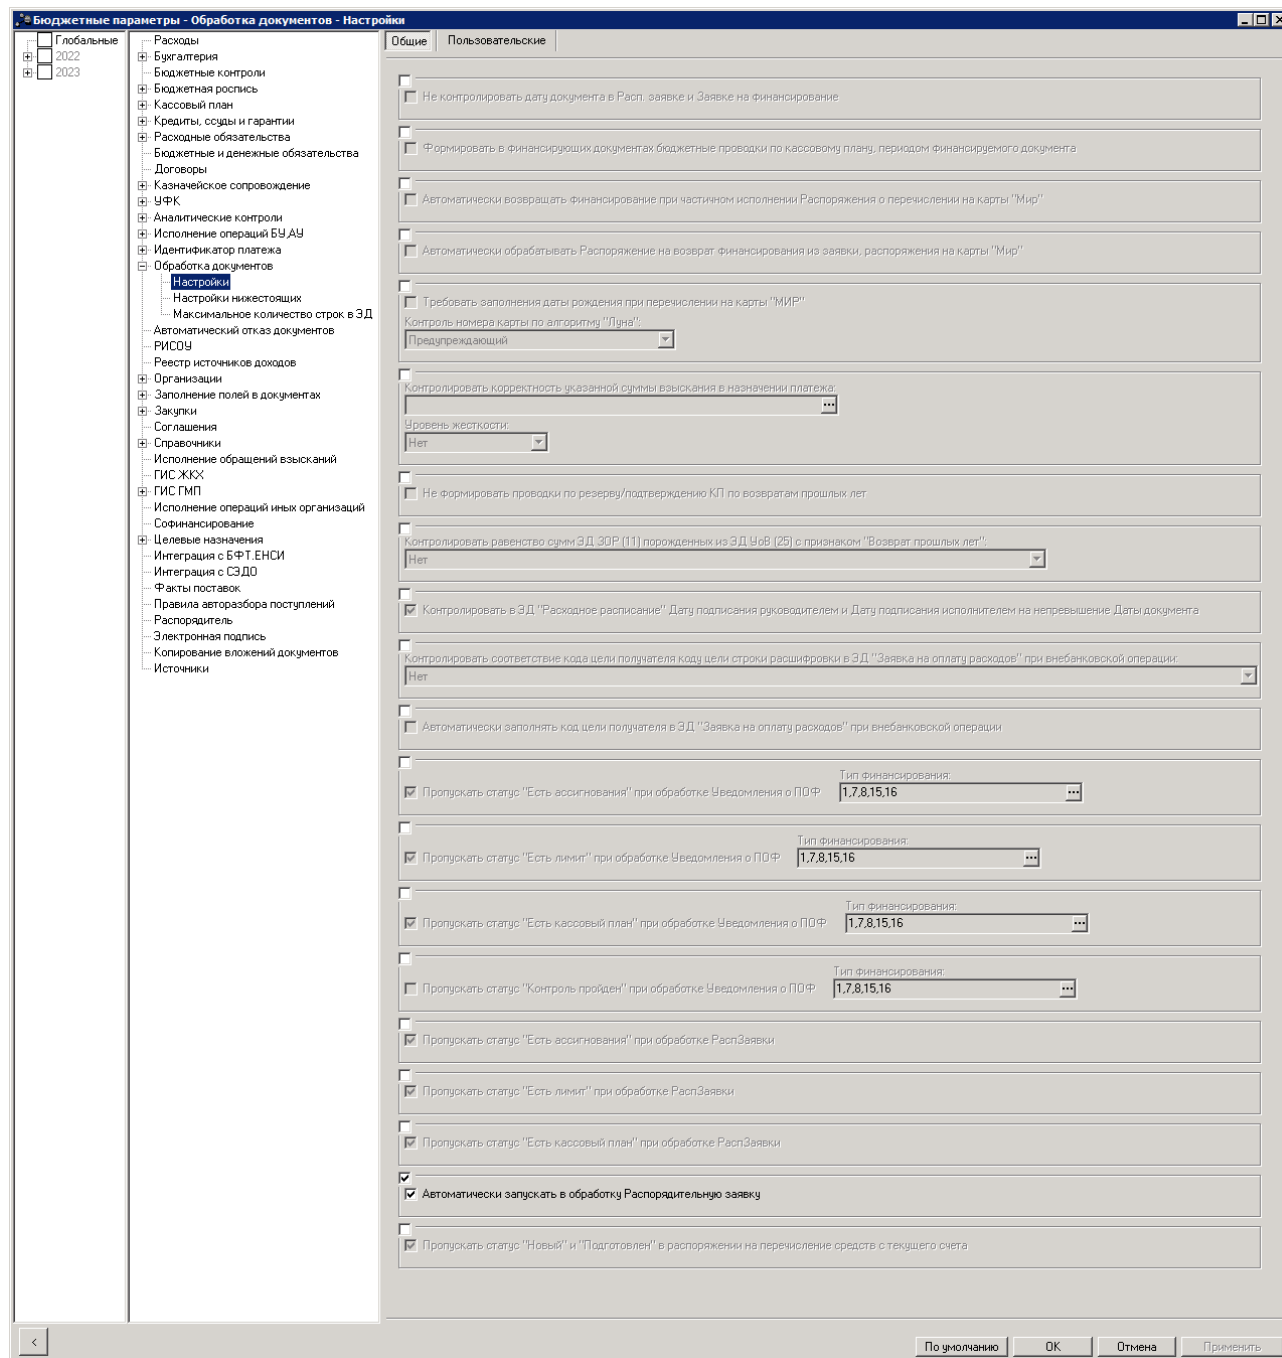 Бюджетные параметры - Обработка документов - Настройки
Глобальные
2022
2023
Расходы
Бухгалтерия
Бюджетные контроли
Бюджетная роспись
Кассовый план
Кредиты, ссуды и гарантии
Расходные обязательства
Бюджетные и денежные обязательства
Договоры
Казначейское сопровождение
УФК
Аналитические контроли
Исполнение операций БУ,АУ
Идентификатор платежа
Обработка документов
Настройки
Настройки нижестоящих
Максимальное количество строк в ЭД
Автоматический отказ документов
РИСОУ
Реестр источников доходов
Организации
Заполнение полей в документах
Закупки
Соглашения
Справочники
Исполнение обращений взысканий
ГИС ЖКХ
ГИС ГМП
Исполнение операций иных организаций
Софинансирование
Целевые назначения
Интеграция с БФТ.ЕНСИ
Интеграция с СЭДО
Факты поставок
Правила авторазбора поступлений
Распорядитель
Электронная подпись
Копирование вложений документов
Источники
Общие
Пользовательские
Не контролировать дату документа в Расп. заявке и Заявке на финансирование
Формировать в финансирующих документах бюджетные проводки по кассовому плану, периодом финансируемого документа
Автоматически возвращать финансирование при частичном исполнении Распоряжения о перечислении на карты "Мир"
Автоматически обрабатывать Распоряжение на возврат финансирования из заявки, распоряжения на карты "Мир"
Требовать заполнения даты рождения при перечислении на карты "МИР"
Контроль номера карты по алгоритму "Луна":
Предупреждающий
Контролировать корректность указанной суммы взыскания в назначении платежа:
...
Уровень жесткости:
Нет
Не формировать проводки по резерву/подтверждению КП по возвратам прошлых лет
Контролировать равенство сумм ЭД ЗОР (11) порожденных из ЭД УоВ (25) с признаком "Возврат прошлых лет":
Нет
Контролировать в ЭД "Расходное расписание" Дату подписания руководителем и Дату подписания исполнителем на непревышение Даты документа
Контролировать соответствие кода цели получателя коду цели строки расшифровки в ЭД "Заявка на оплату расходов" при внебанковской операции:
Нет
Автоматически заполнять код цели получателя в ЭД "Заявка на оплату расходов" при внебанковской операции
Тип финансирования:
Пропускать статус "Есть ассигнования" при обработке Уведомления о ПОФ 1,7,8,15,16 ...
Тип финансирования:
Пропускать статус "Есть лимит" при обработке Уведомления о ПОФ 1,7,8,15,16 ...
Тип финансирования:
Пропускать статус "Есть кассовый план" при обработке Уведомления о ПОФ 1,7,8,15,16 ...
Тип финансирования:
Пропускать статус "Контроль пройден" при обработке Уведомления о ПОФ 1,7,8,15,16 ...
Пропускать статус "Есть ассигнования" при обработке РаспЗаявки
Пропускать статус "Есть лимит" при обработке РаспЗаявки
Пропускать статус "Есть кассовый план" при обработке РаспЗаявки
Автоматически запускать в обработку Распорядительную заявку
Пропускать статус "Новый" и "Подготовлен" в распоряжении на перечисление средств с текущего счета
<
По умолчанию
OK
Отмена
Применить